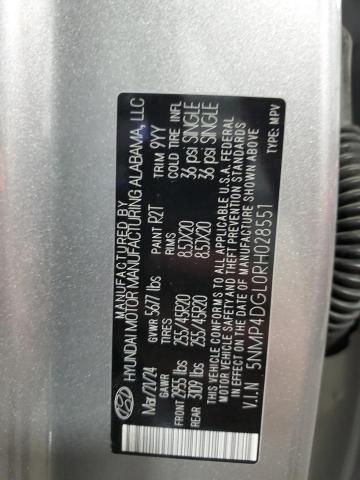 MANUFACTURED BY
HYUNDAI MOTOR MANUFACTURING ALABAMA, LLC
Mar/21/24 GVWR 5677 lbs PAINT R2T TRIM 9YY
GAWR TIRES RIMS COLD TIRE INFL
FRONT 2915 lbs 255/45R20 8.5JX20 36 psi SINGLE
REAR 3109 lbs 255/45R20 8.5JX20 36 psi SINGLE
THIS VEHICLE CONFORMS TO ALL APPLICABLE U.S.A. FEDERAL
MOTOR VEHICLE SAFETY AND THEFT PREVENTION STANDARDS
IN EFFECT ON THE DATE OF MANUFACTURE SHOWN ABOVE.
V.I.N 5NMP4DGL0RH028551 TYPE: MPV